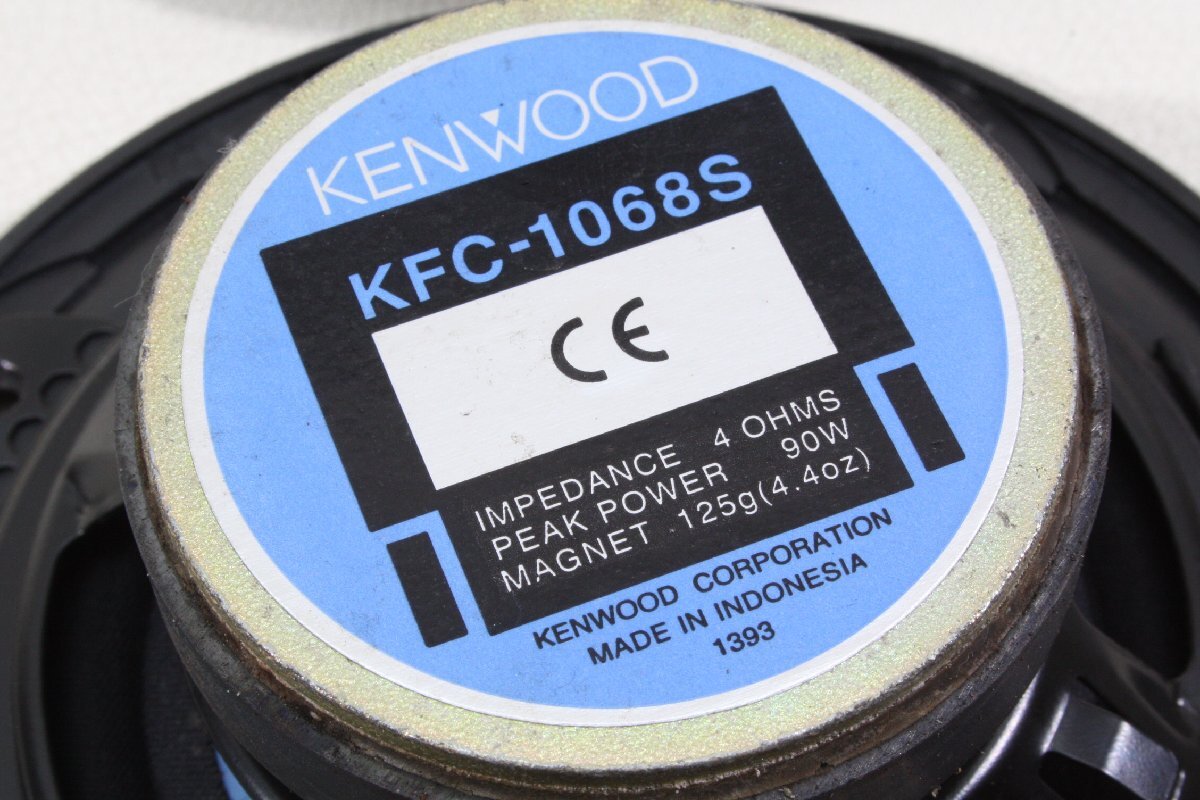 KENWOOD
KFC-1068S
CE
IMPEDANCE 4 OHMS
PEAK POWER 90W
MAGNET 125g(4.4oz)
KENWOOD CORPORATION
MADE IN INDONESIA
1393